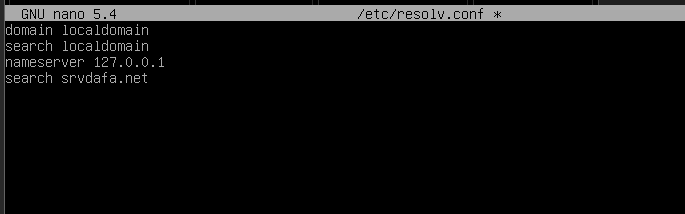 GNU nano 5.4 /etc/resolv.conf *
domain localdomain
search localdomain
nameserver 127.0.0.1
search srvdafa.net